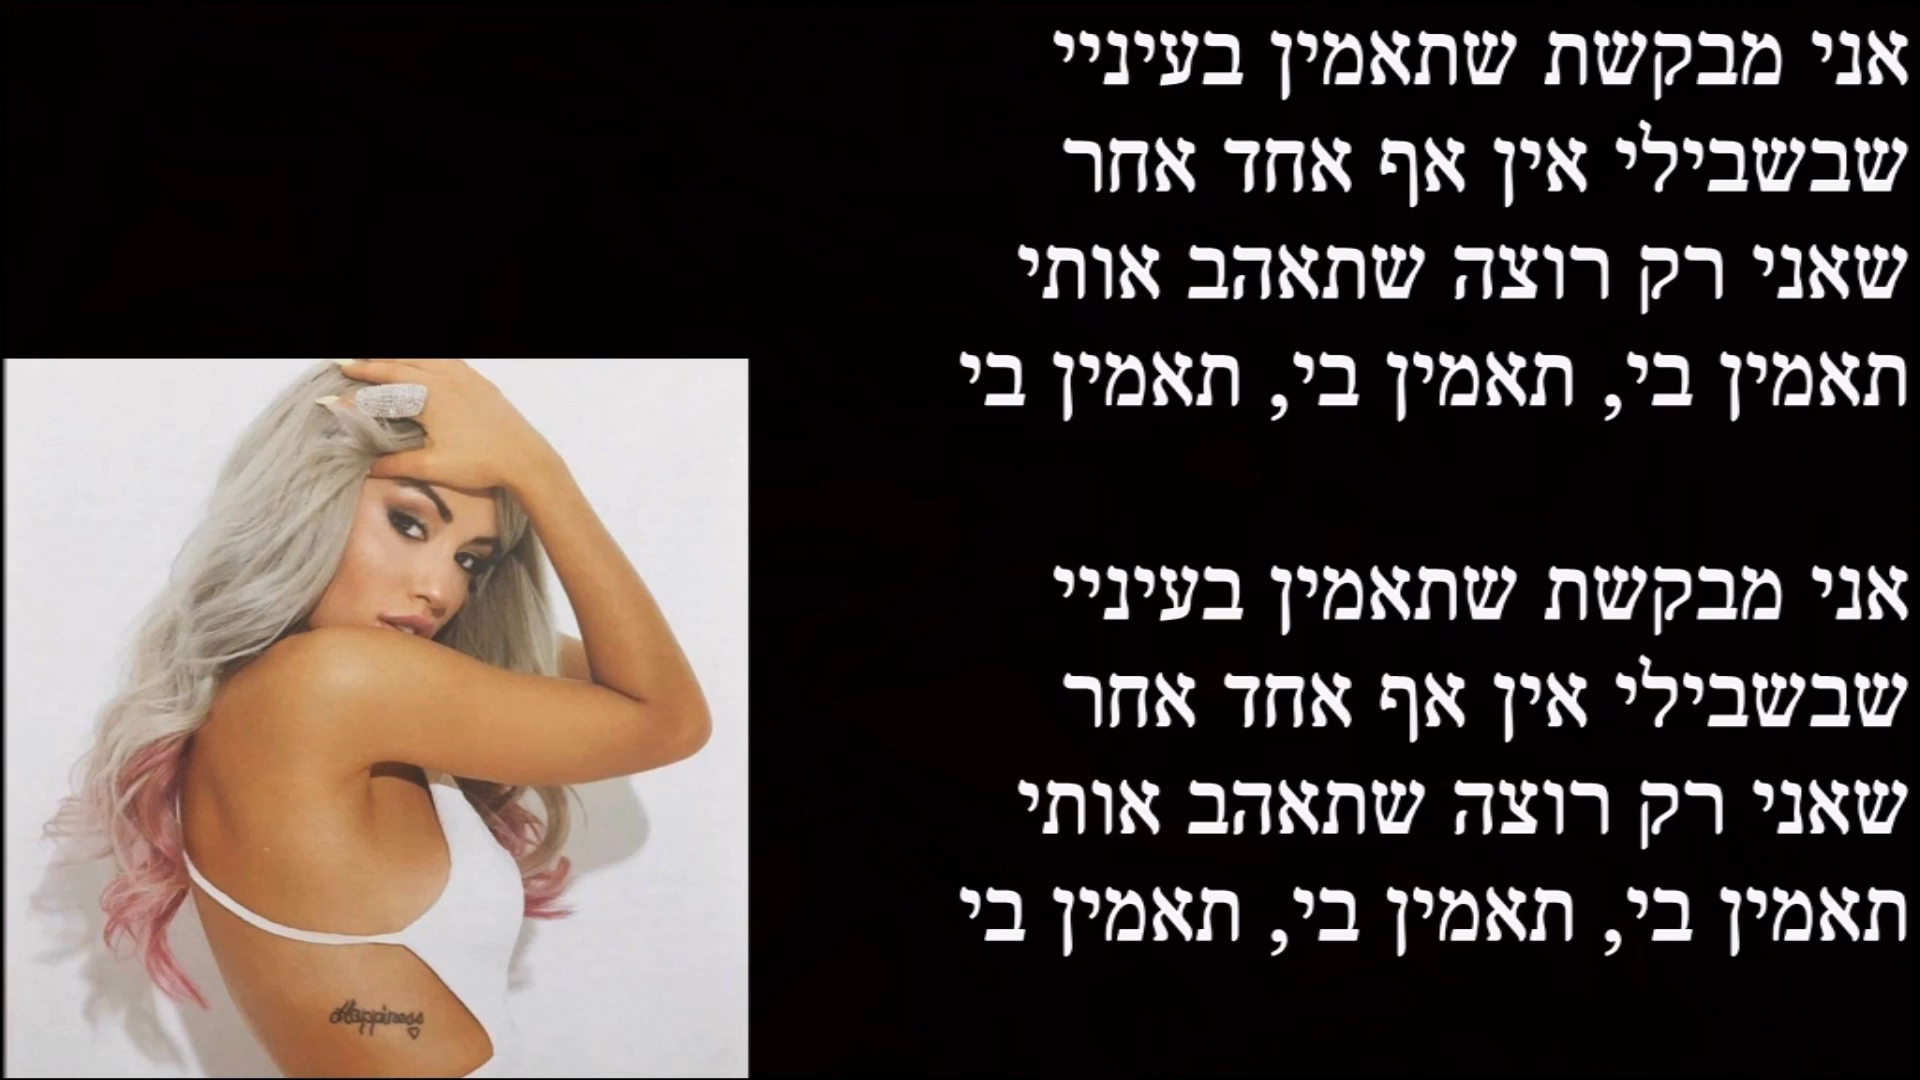 אני מבקשת שתאמין בעיניי
שבשבילי אין אף אחד אחר
שאני רק רוצה שתאהב אותי
תאמין בי, תאמין בי, תאמין בי
אני מבקשת שתאמין בעיניי
שבשבילי אין אף אחד אחר
שאני רק רוצה שתאהב אותי
תאמין בי, תאמין בי, תאמין בי
Happiness